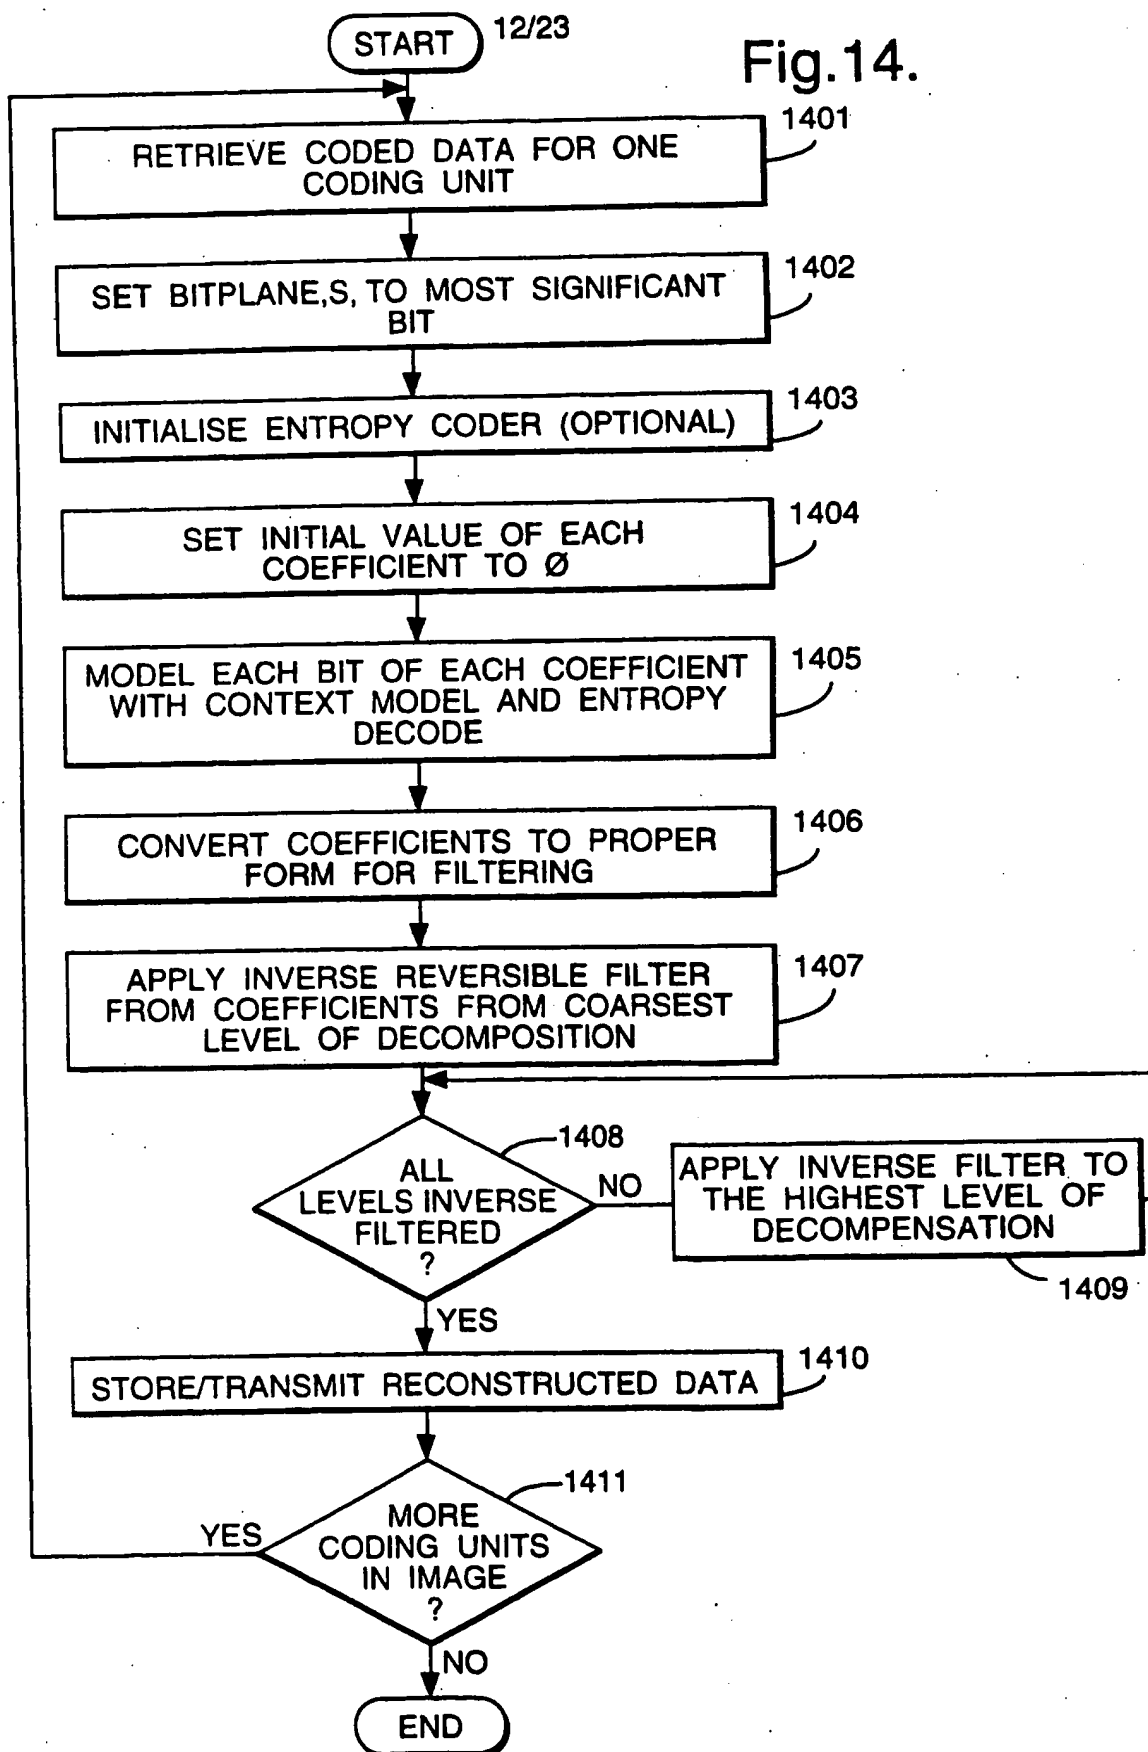 START
12/23
Fig.14.
1401
RETRIEVE CODED DATA FOR ONE
CODING UNIT
1402
SET BITPLANE,S, TO MOST SIGNIFICANT
BIT
1403
INITIALISE ENTROPY CODER (OPTIONAL)
1404
SET INITIAL VALUE OF EACH
COEFFICIENT TO Ø
1405
MODEL EACH BIT OF EACH COEFFICIENT
WITH CONTEXT MODEL AND ENTROPY
DECODE
1406
CONVERT COEFFICIENTS TO PROPER
FORM FOR FILTERING
1407
APPLY INVERSE REVERSIBLE FILTER
FROM COEFFICIENTS FROM COARSEST
LEVEL OF DECOMPOSITION
1408
ALL
LEVELS INVERSE
FILTERED
?
NO
APPLY INVERSE FILTER TO
THE HIGHEST LEVEL OF
DECOMPENSATION
1409
YES
1410
STORE/TRANSMIT RECONSTRUCTED DATA
1411
MORE
CODING UNITS
IN IMAGE
?
YES
NO
END